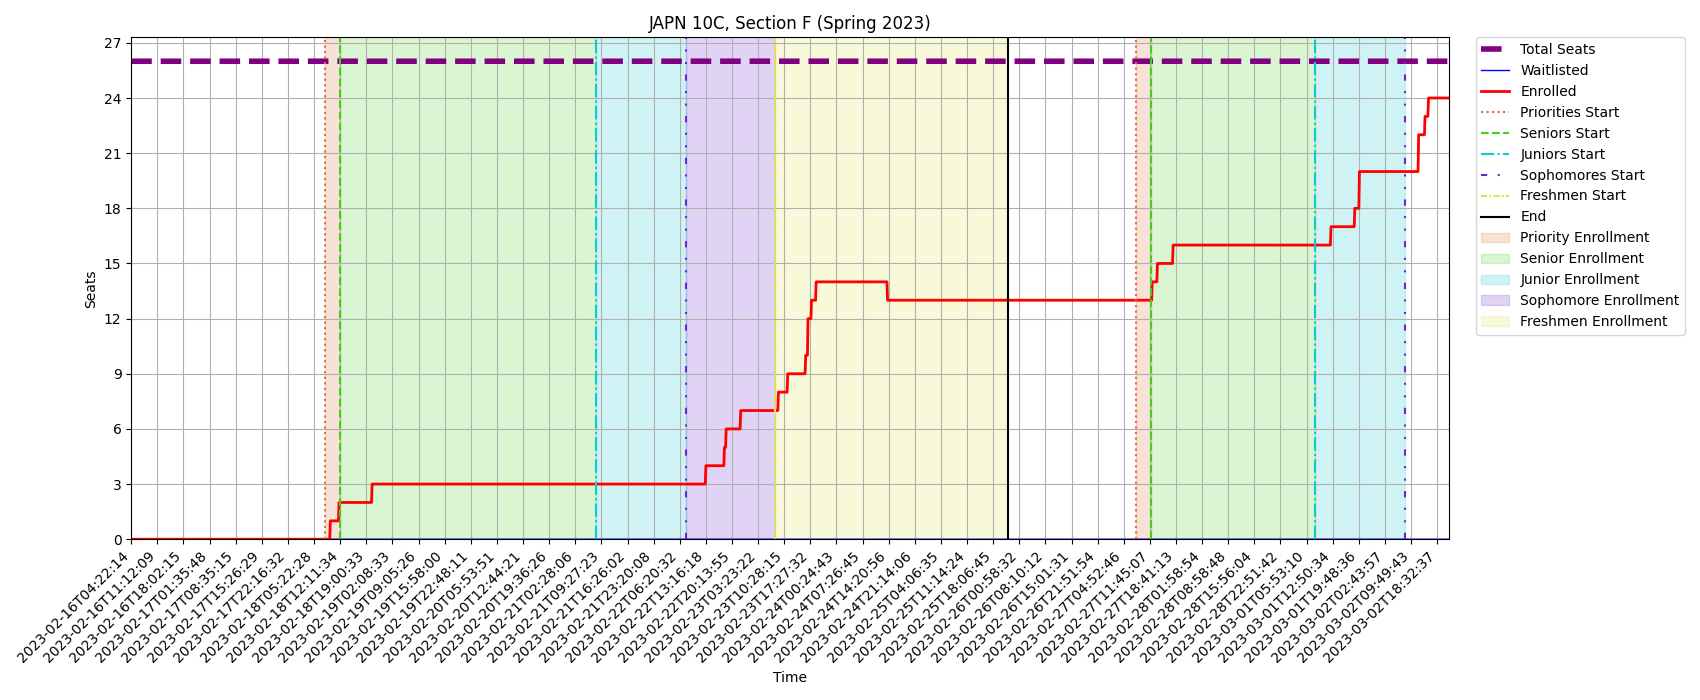 JAPN 10C, Section F (Spring 2023)
27
24
21
18
15
12
9
6
3
0
Seats
2023-02-16T04:22:14
2023-02-16T11:12:09
2023-02-16T18:02:15
2023-02-17T01:35:48
2023-02-17T08:35:15
2023-02-17T15:26:29
2023-02-17T22:16:32
2023-02-18T05:22:28
2023-02-18T12:11:34
2023-02-18T19:00:33
2023-02-19T02:08:33
2023-02-19T09:05:26
2023-02-19T15:58:00
2023-02-19T22:48:11
2023-02-20T05:53:51
2023-02-20T12:44:21
2023-02-20T19:36:26
2023-02-21T02:28:06
2023-02-21T09:27:23
2023-02-21T16:26:02
2023-02-21T23:20:08
2023-02-22T06:20:32
2023-02-22T13:16:18
2023-02-22T20:13:55
2023-02-23T03:23:22
2023-02-23T10:28:15
2023-02-23T17:27:32
2023-02-24T00:24:43
2023-02-24T07:26:45
2023-02-24T14:20:56
2023-02-24T21:14:06
2023-02-25T04:06:35
2023-02-25T11:14:24
2023-02-25T18:06:45
2023-02-26T00:58:32
2023-02-26T08:10:12
2023-02-26T15:01:31
2023-02-26T21:51:54
2023-02-27T04:52:46
2023-02-27T11:45:07
2023-02-27T18:41:13
2023-02-28T01:58:54
2023-02-28T08:58:48
2023-02-28T15:56:04
2023-02-28T22:51:42
2023-03-01T05:53:10
2023-03-01T12:50:34
2023-03-01T19:48:36
2023-03-02T02:43:57
2023-03-02T09:49:43
2023-03-02T18:32:37
Time
Total Seats
Waitlisted
Enrolled
Priorities Start
Seniors Start
Juniors Start
Sophomores Start
Freshmen Start
End
Priority Enrollment
Senior Enrollment
Junior Enrollment
Sophomore Enrollment
Freshmen Enrollment